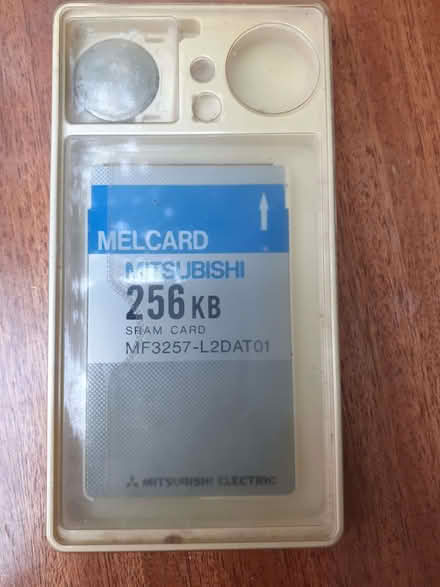 MELCARD
MITSUBISHI
256 KB
SRAM CARD
MF3257-L2DAT01
MITSUBISHI ELECTRIC